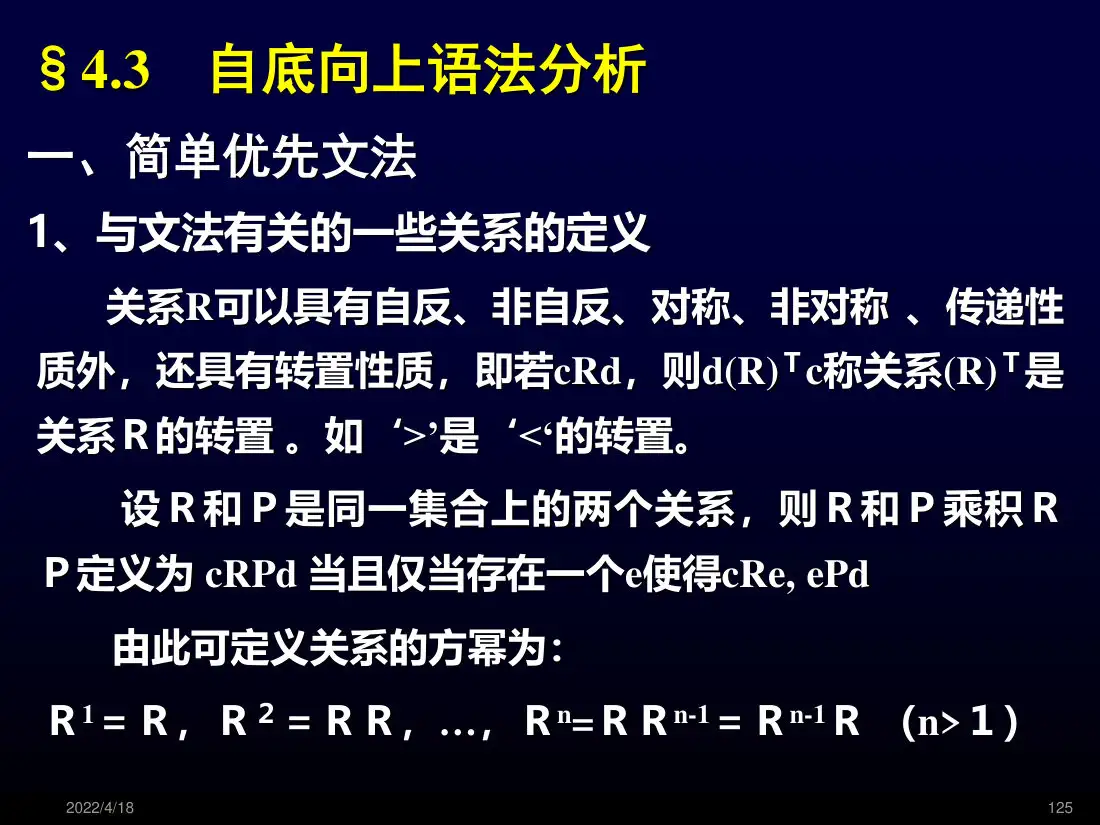 §4.3 自底向上语法分析
一、简单优先文法
1、与文法有关的一些关系的定义
关系R可以具有自反、非自反、对称、非对称 、传递性
质外，还具有转置性质，即若cRd，则d(R)ᵀc称关系(R)ᵀ是
关系R的转置 。如‘>’是‘<‘的转置。
设R和P是同一集合上的两个关系，则R和P乘积R
P定义为 cRPd 当且仅当存在一个e使得cRe, ePd
由此可定义关系的方幂为：
R¹ = R，R² = R R，…，Rⁿ= R Rⁿ⁻¹ = Rⁿ⁻¹ R （n>１）
2022/4/18
125